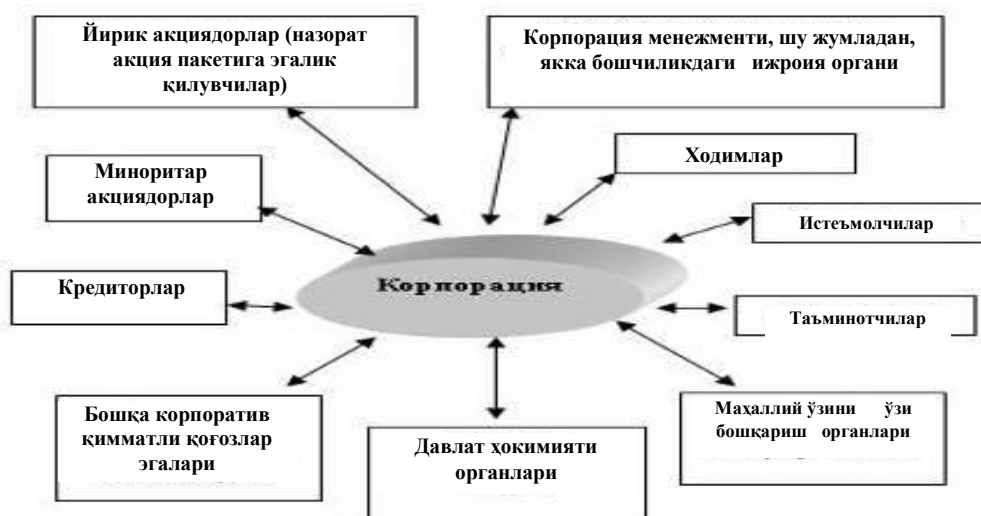 Йирик акциядорлар (назорат
акция пакетига эгалик
қилувчилар)
Корпорация менежменти, шу жумладан,
якка бошчиликдаги ижроия органи
Миноритар
акциядорлар
Ходимлар
Истеъмолчилар
Кредиторлар
Корпорация
Таъминотчилар
Бошқа корпоратив
қимматли қоғозлар
эгалари
Давлат ҳокимияти
органлари
Маҳаллий ўзини ўзи
бошқариш органлари